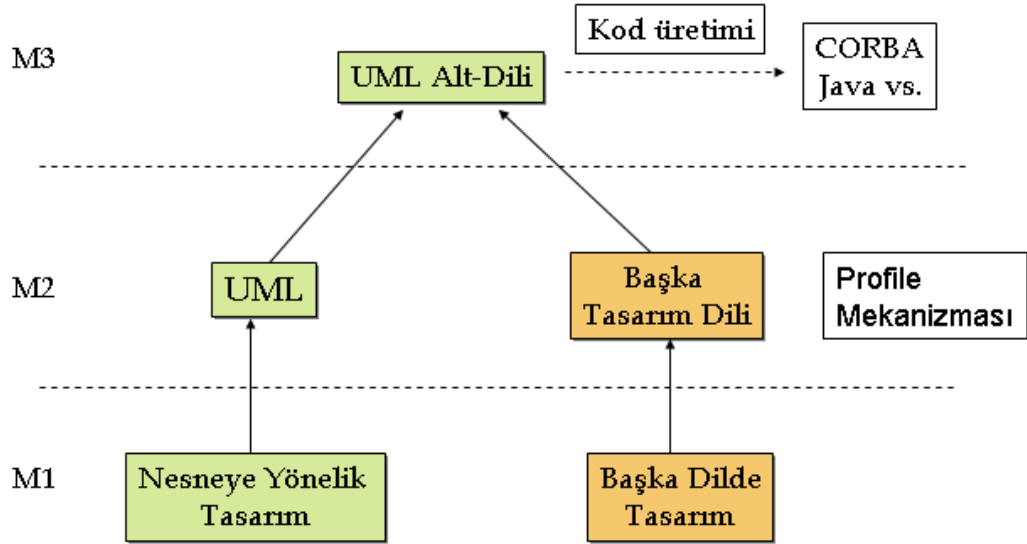 M3
UML Alt-Dili
Kod üretimi
CORBA
Java vs.
M2
UML
Başka
Tasarım Dili
Profile
Mekanizması
M1
Nesneye Yönelik
Tasarım
Başka Dilde
Tasarım